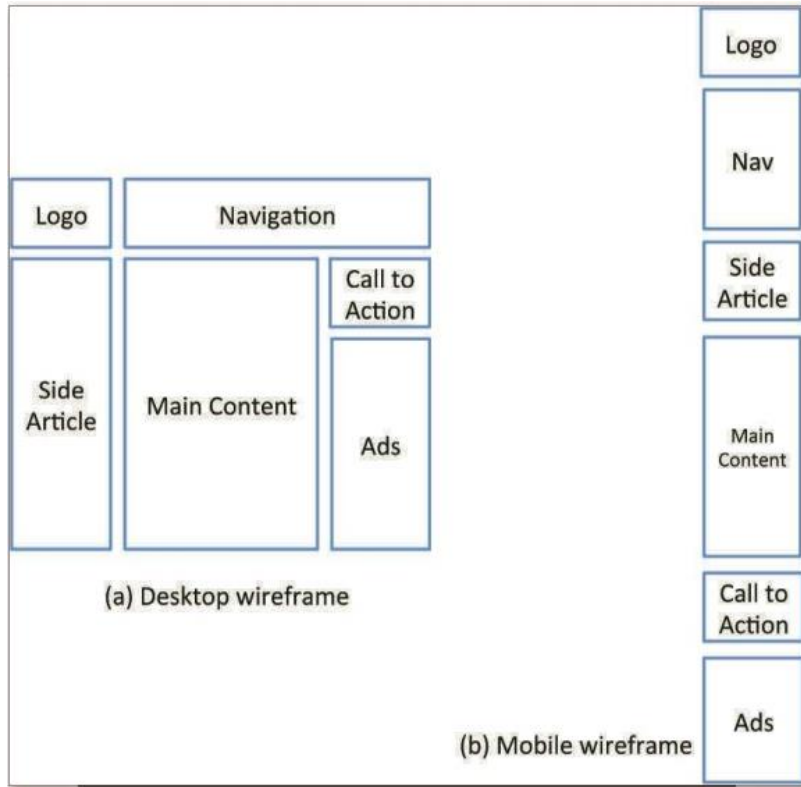 Logo
Navigation
Side
Article
Main Content
Call to
Action
Ads
(a) Desktop wireframe
Logo
Nav
Side
Article
Main
Content
Call to
Action
Ads
(b) Mobile wireframe